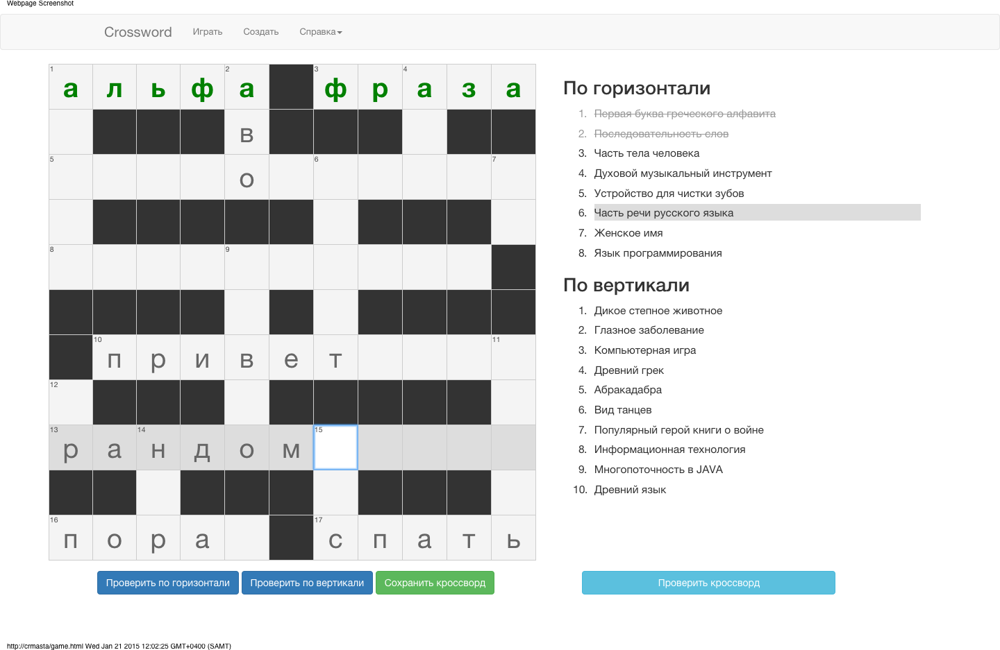 Webpage Screenshot
Crossword Играть Создать Справка
1 а л ь ф 2 а 3 ф р 4 а з а
в
5 о 6 7
8 9
10 п р и в е т 11
12
13 р а 14 н д о м 15
16 п о р а 17 с п а т ь
Проверить по горизонтали Проверить по вертикали Сохранить кроссворд
По горизонтали
1. Первая буква греческого алфавита
2. Последовательность слов
3. Часть тела человека
4. Духовой музыкальный инструмент
5. Устройство для чистки зубов
6. Часть речи русского языка
7. Женское имя
8. Язык программирования
По вертикали
1. Дикое степное животное
2. Глазное заболевание
3. Компьютерная игра
4. Древний грек
5. Абракадабра
6. Вид танцев
7. Популярный герой книги о войне
8. Информационная технология
9. Многопоточность в JAVA
10. Древний язык
Проверить кроссворд
http://crmasta/game.html Wed Jan 21 2015 12:02:25 GMT+0400 (SAMT)